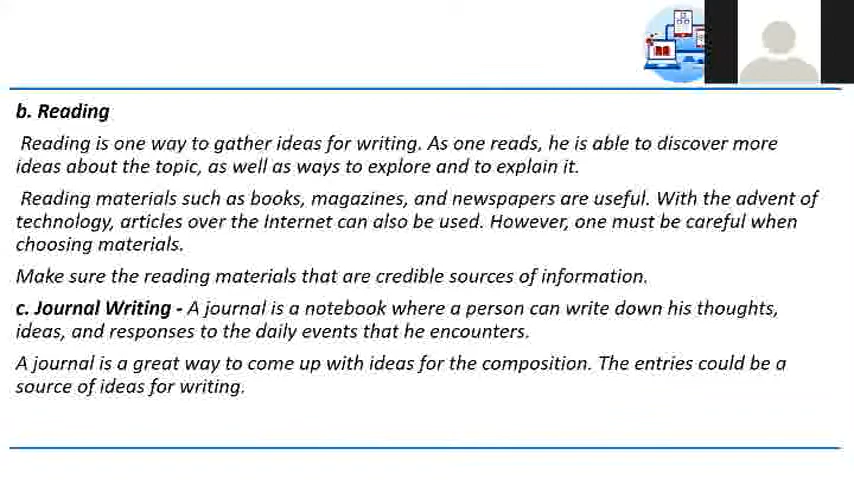 b. Reading
Reading is one way to gather ideas for writing. As one reads, he is able to discover more
ideas about the topic, as well as ways to explore and to explain it.
Reading materials such as books, magazines, and newspapers are useful. With the advent of
technology, articles over the Internet can also be used. However, one must be careful when
choosing materials.
Make sure the reading materials that are credible sources of information.
c. Journal Writing - A journal is a notebook where a person can write down his thoughts,
ideas, and responses to the daily events that he encounters.
A journal is a great way to come up with ideas for the composition. The entries could be a
source of ideas for writing.